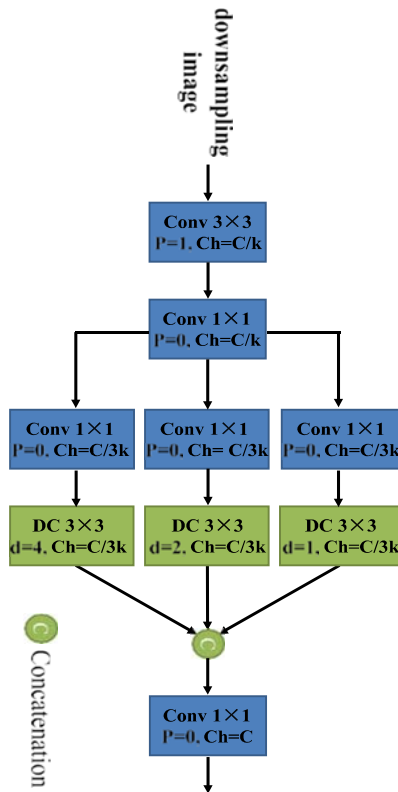 downsampling
image
Conv 3×3
P=1, Ch=C/k
Conv 1×1
P=0, Ch=C/k
Conv 1×1
P=0, Ch=C/3k
Conv 1×1
P=0, Ch= C/3k
Conv 1×1
P=0, Ch=C/3k
DC 3×3
d=4, Ch=C/3k
DC 3×3
d=2, Ch=C/3k
DC 3×3
d=1, Ch=C/3k
C
C Concatenation
Conv 1×1
P=0, Ch=C